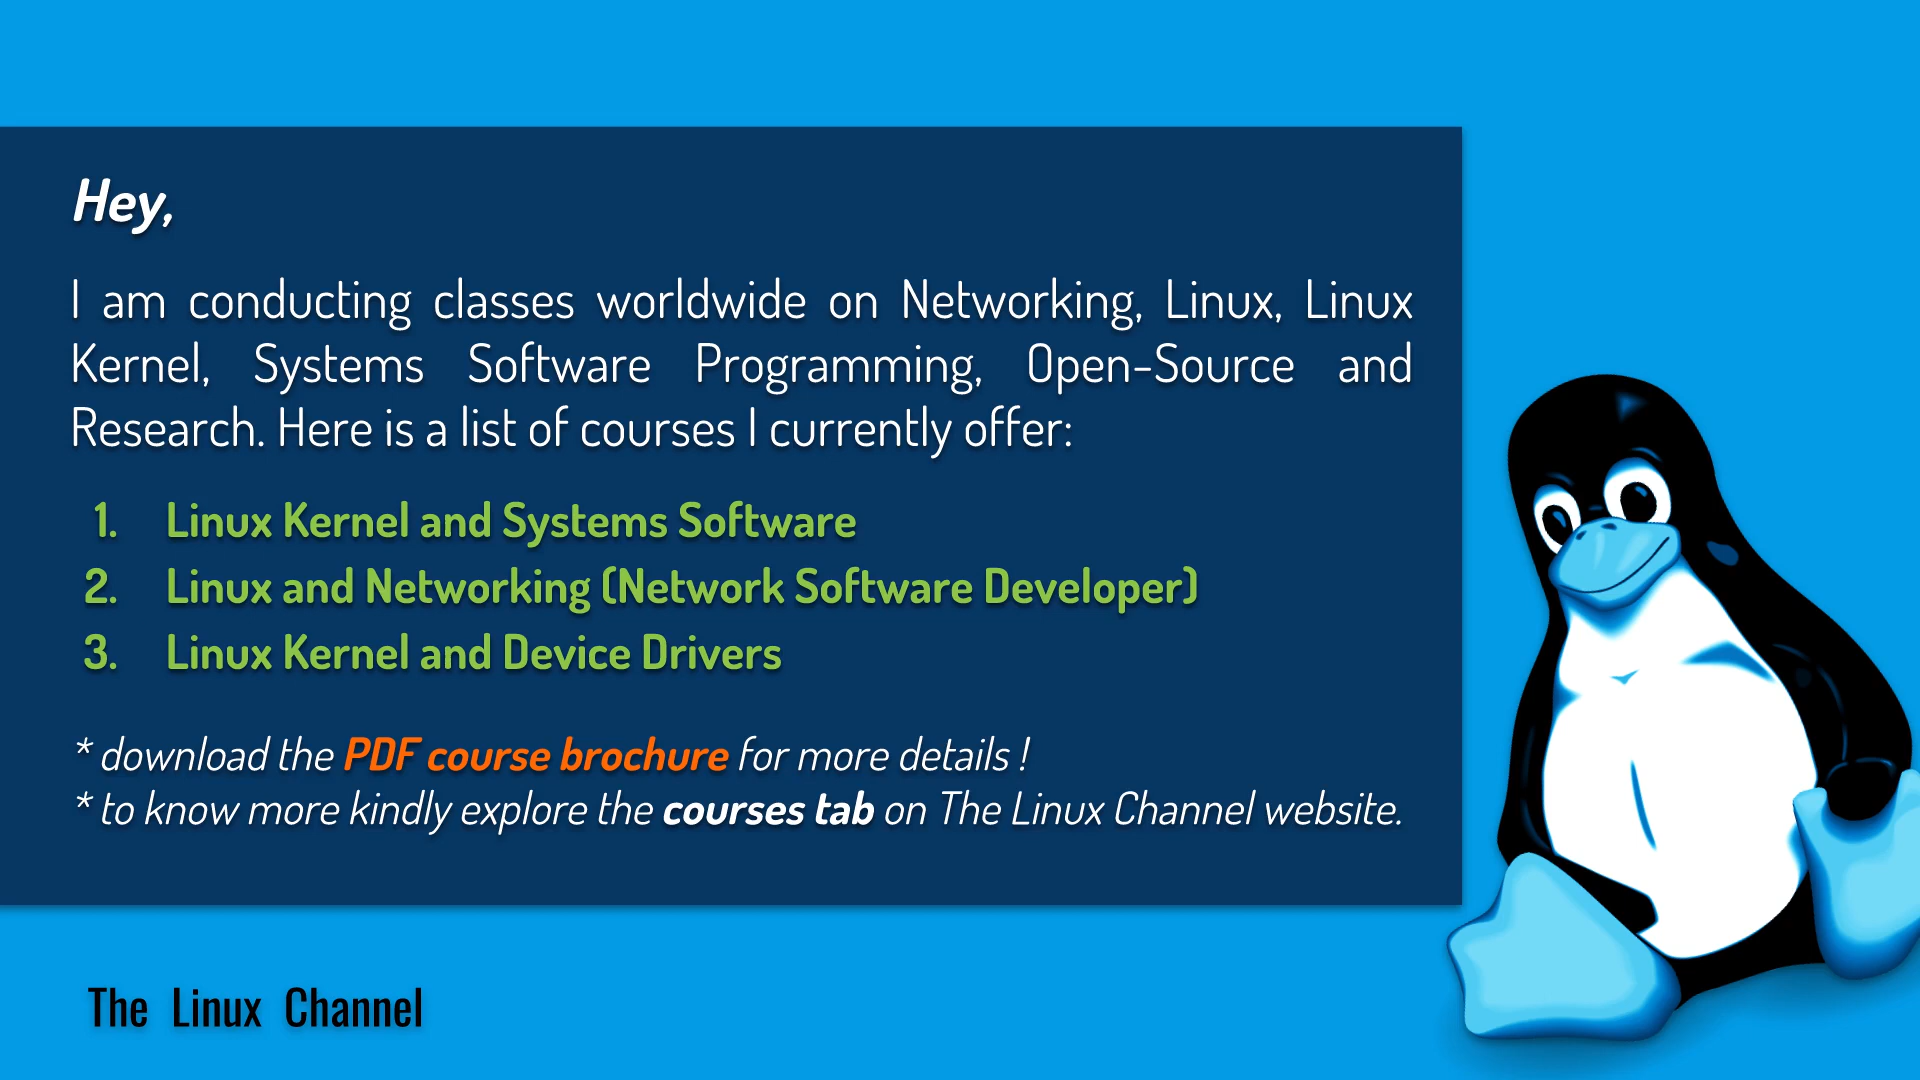 Hey,
I am conducting classes worldwide on Networking, Linux, Linux
Kernel, Systems Software Programming, Open-Source and
Research. Here is a list of courses I currently offer:
1. Linux Kernel and Systems Software
2. Linux and Networking (Network Software Developer)
3. Linux Kernel and Device Drivers
* download the PDF course brochure for more details !
* to know more kindly explore the courses tab on The Linux Channel website.
The Linux Channel